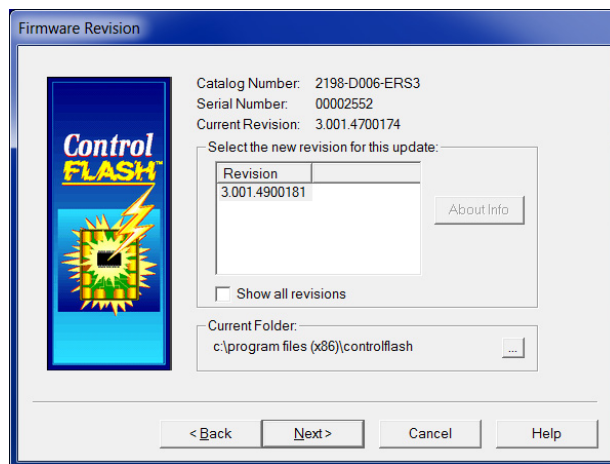 Firmware Revision
Control
FLASH™
Catalog Number: 2198-D006-ERS3
Serial Number: 00002552
Current Revision: 3.001.4700174
Select the new revision for this update:
Revision
3.001.4900181
About Info
Show all revisions
Current Folder:
c:\program files (x86)\controlflash
...
< Back
Next >
Cancel
Help